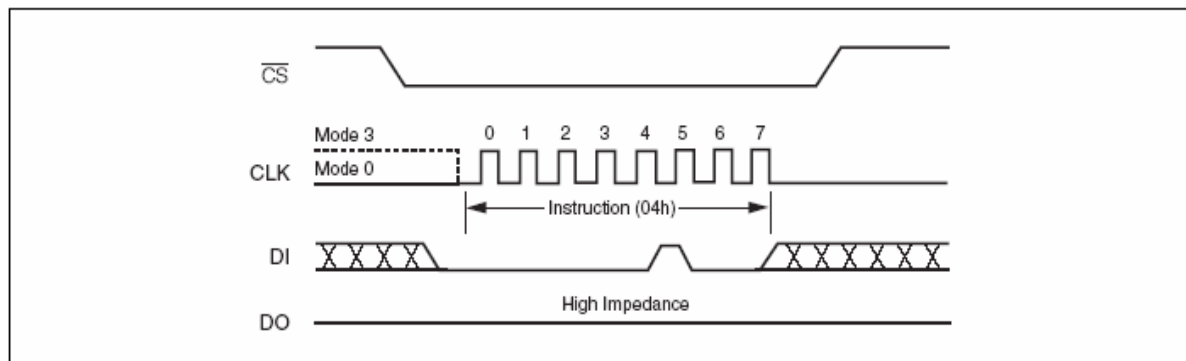 CS
Mode 3
0 1 2 3 4 5 6 7
CLK
Mode 0
Instruction (04h)
DI
High Impedance
DO